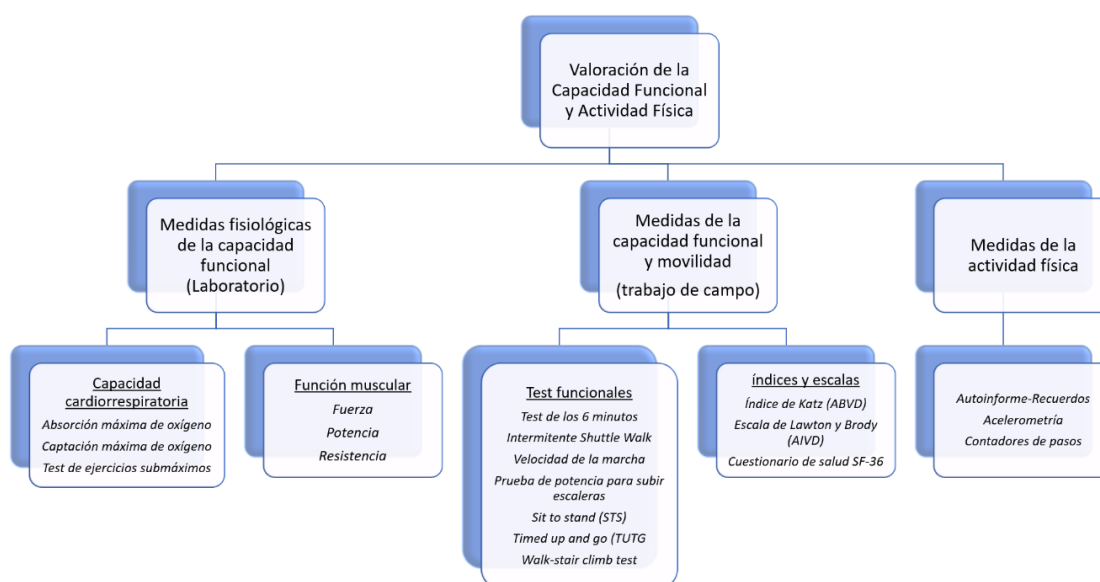 Valoración de la
Capacidad Funcional
y Actividad Física
Medidas fisiológicas
de la capacidad
funcional
(Laboratorio)
Medidas de la
capacidad funcional
y movilidad
(trabajo de campo)
Medidas de la
actividad física
Capacidad
cardiorrespiratoria
Absorción máxima de oxígeno
Captación máxima de oxígeno
Test de ejercicios submáximos
Función muscular
Fuerza
Potencia
Resistencia
Test funcionales
Test de los 6 minutos
Intermitente Shuttle Walk
Velocidad de la marcha
Prueba de potencia para subir
escaleras
Sit to stand (STS)
Timed up and go (TUTG
Walk-stair climb test
índices y escalas
Índice de Katz (ABVD)
Escala de Lawton y Brody
(AIVD)
Cuestionario de salud SF-36
Autoinforme-Recuerdos
Acelerometría
Contadores de pasos